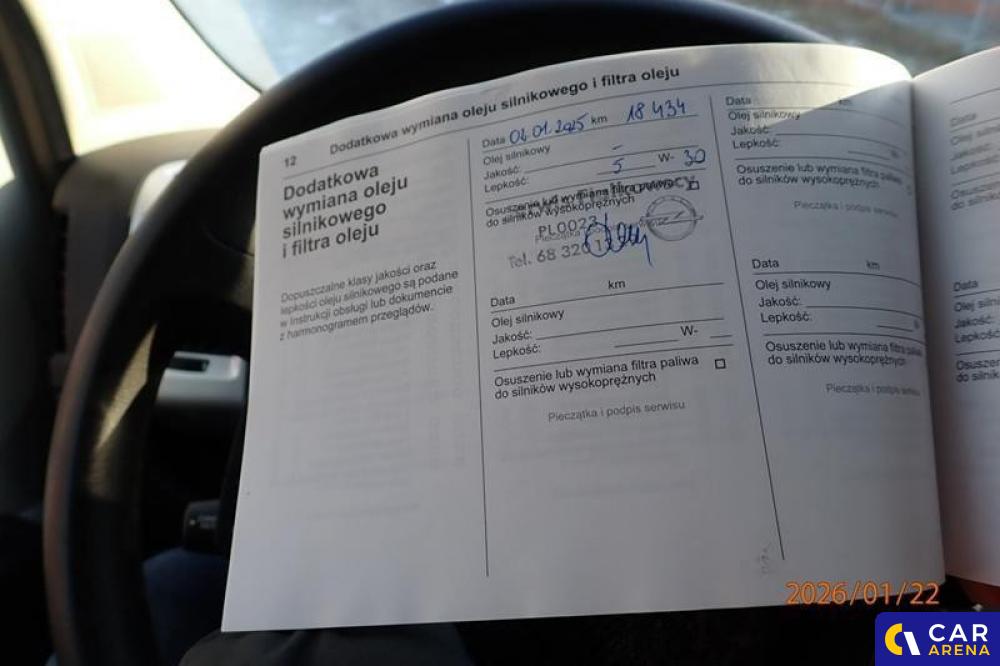 12 Dodatkowa wymiana oleju silnikowego i filtra oleju
Dodatkowa
wymiana oleju
silnikowego
i filtra oleju
Dopuszczalne klasy jakości oraz
lepkości oleju silnikowego są podane
w Instrukcji obsługi lub dokumencie
z harmonogramem przeglądów.
Data 02.01.2025 km 18 434
Olej silnikowy
Jakość: -
Lepkość: 5 W- 30
Osuszenie lub wymiana filtra paliwa
do silników wysokoprężnych
Tel. 68 320
Data km
Olej silnikowy
Jakość:
Lepkość: W-
Osuszenie lub wymiana filtra paliwa
do silników wysokoprężnych
Pieczątka i podpis serwisu
Data km
Olej silnikowy
Jakość:
Lepkość:
Osuszenie lub wymiana filtra paliwa
do silników wysokoprężnych
Pieczątka i podpis serwisu
Data km
Olej silnikowy
Jakość:
Lepkość:
Osuszenie lub wymiana filtra paliwa
do silników wysokoprężnych
Pieczątka i podpis serwisu
Data
Data
2026/01/22
CAR
ARENA